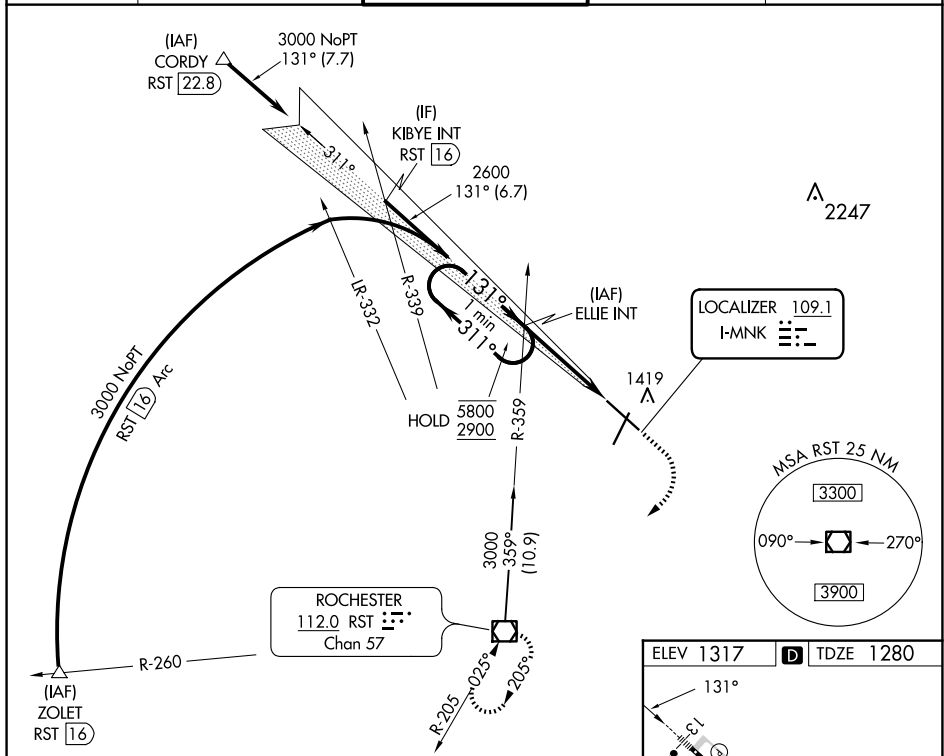 (IAF)
CORDY
RST 22.8
3000 NoPT
131° (7.7)
311°
(IF)
KIBYE INT
RST 16
2600
131° (6.7)
2247
LR-332
R-339
131°
1 min
311°
(IAF)
ELLIE INT
LOCALIZER 109.1
I-MNK
3000 NoPT
RST 16 Arc
HOLD
5800
2900
R-359
1419
MSA RST 25 NM
3300
090°
270°
3900
3000
359°
(10.9)
ROCHESTER
112.0 RST
Chan 57
R-260
(IAF)
ZOLET
RST 16
025°
205°
R-205
ELEV 1317
D
TDZE 1280
131°
13
P